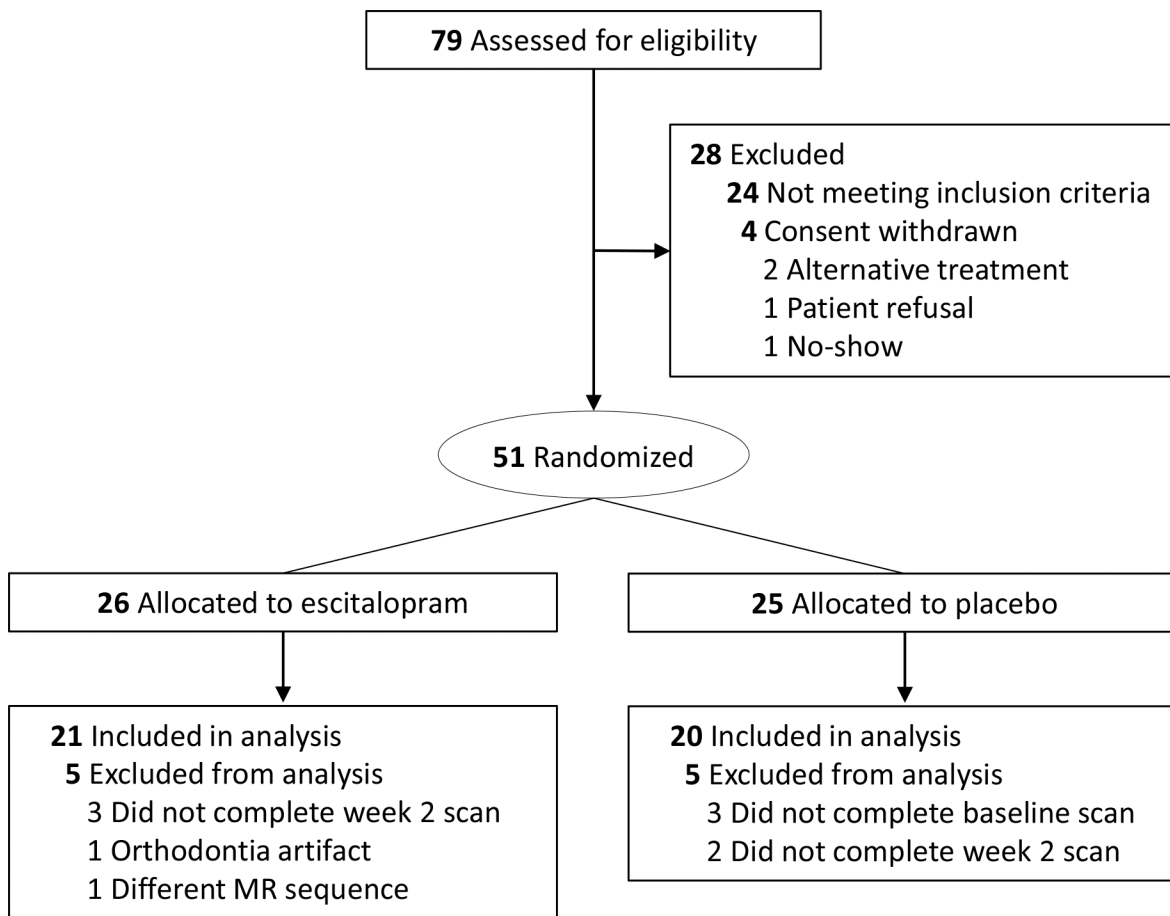 79 Assessed for eligibility
28 Excluded
24 Not meeting inclusion criteria
4 Consent withdrawn
2 Alternative treatment
1 Patient refusal
1 No-show
51 Randomized
26 Allocated to escitalopram
25 Allocated to placebo
21 Included in analysis
5 Excluded from analysis
3 Did not complete week 2 scan
1 Orthodontia artifact
1 Different MR sequence
20 Included in analysis
5 Excluded from analysis
3 Did not complete baseline scan
2 Did not complete week 2 scan